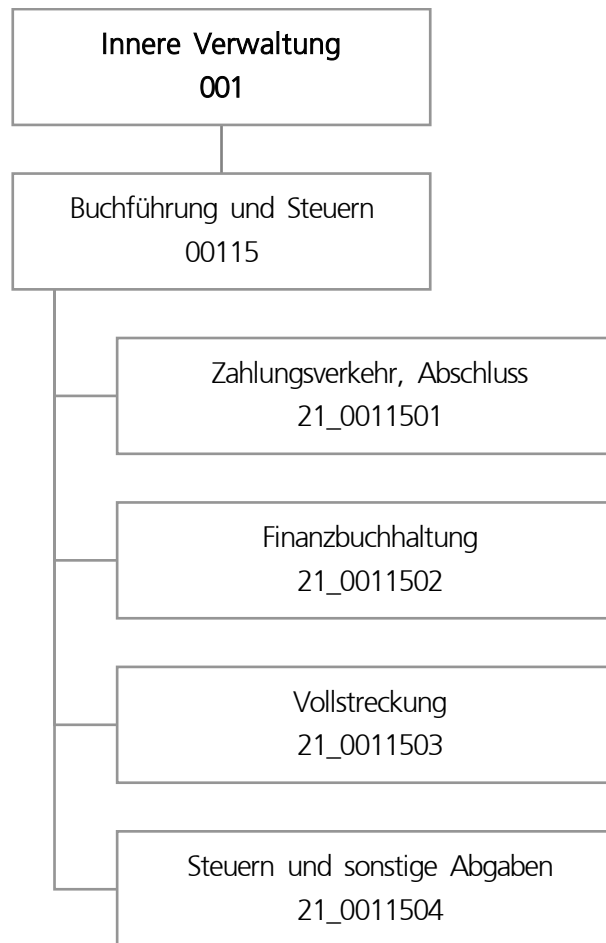 Innere Verwaltung
001
Buchführung und Steuern
00115
Zahlungsverkehr, Abschluss
21_0011501
Finanzbuchhaltung
21_0011502
Vollstreckung
21_0011503
Steuern und sonstige Abgaben
21_0011504